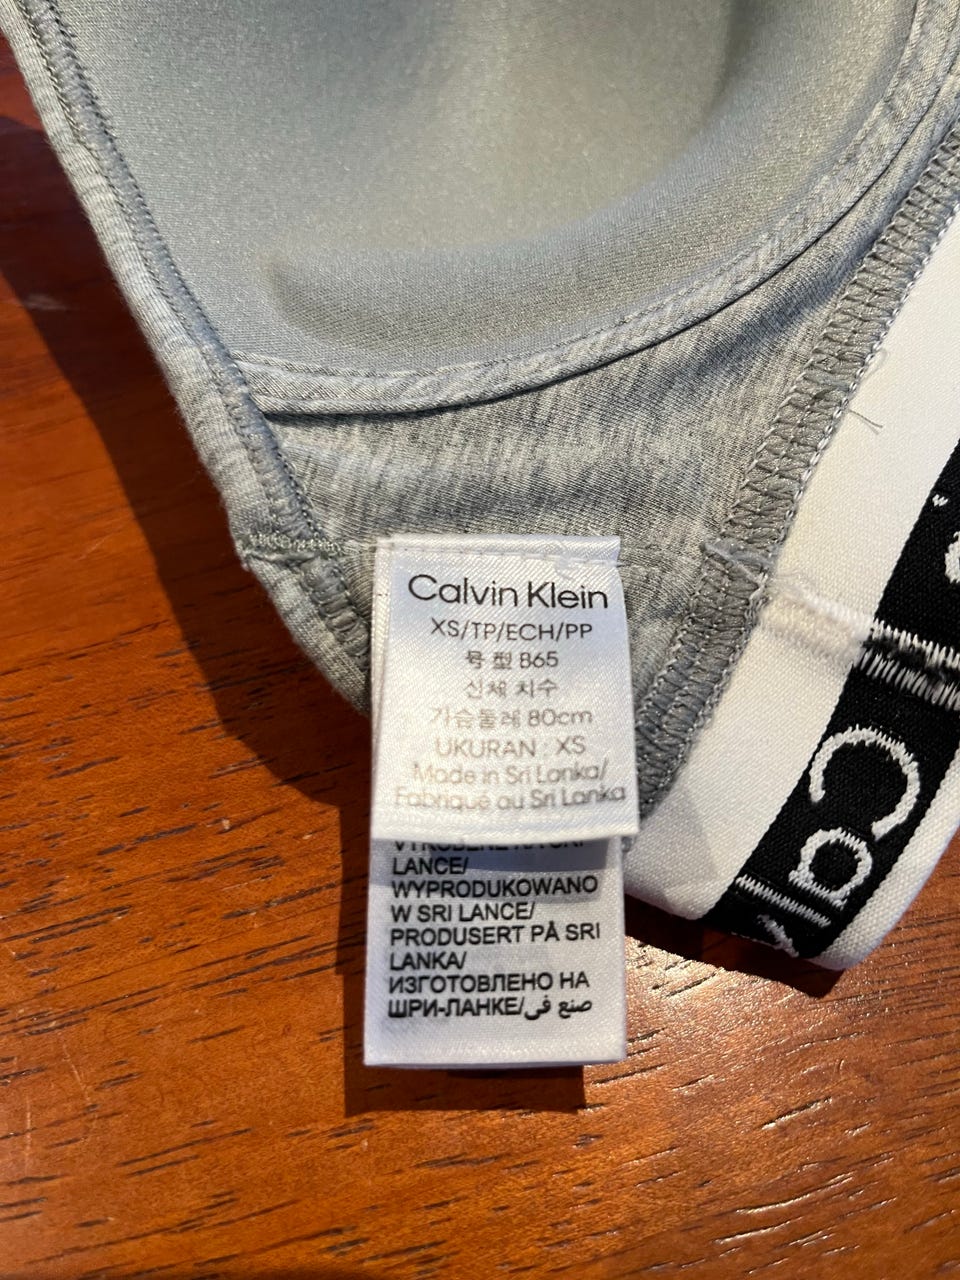 Calvin Klein
XS/TP/ECH/PP
号型 B65
신체 치수
가슴둘레 80cm
UKURAN : XS
Made in Sri Lanka/
Fabriqué au Sri Lanka
LANCE/
WYPRODUKOWANO
W SRI LANCE/
PRODUSERT PÅ SRI
LANKA/
ИЗГОТОВЛЕНО НА
ШРИ-ЛАНКЕ/صنع في
Calv